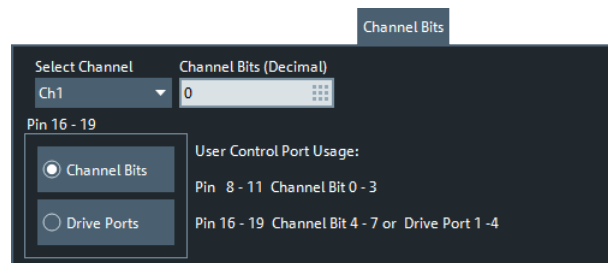 Channel Bits
Select Channel
Channel Bits (Decimal)
Ch1
0
Pin 16 - 19
Channel Bits
Drive Ports
User Control Port Usage:
Pin 8 - 11 Channel Bit 0 - 3
Pin 16 - 19 Channel Bit 4 - 7 or Drive Port 1 -4